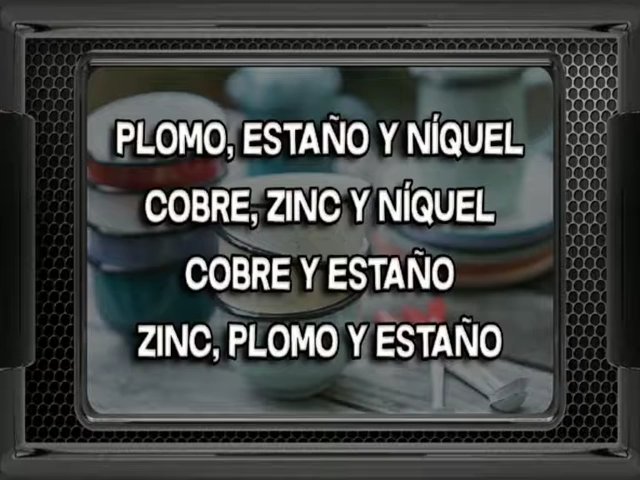 PLOMO, ESTAÑO Y NÍQUEL
COBRE, ZINC Y NÍQUEL
COBRE Y ESTAÑO
ZINC, PLOMO Y ESTAÑO